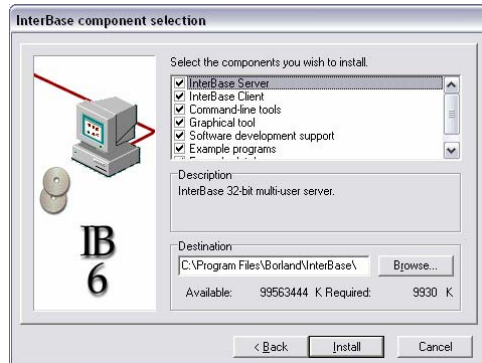 InterBase component selection
Select the components you wish to install.
InterBase Server
InterBase Client
Command-line tools
Graphical tool
Software development support
Example programs
Description
InterBase 32-bit multi-user server.
IB
6
Destination
C:\Program Files\Borland\InterBase\ Browse...
Available: 99563444 K Required: 9930 K
< Back Install Cancel